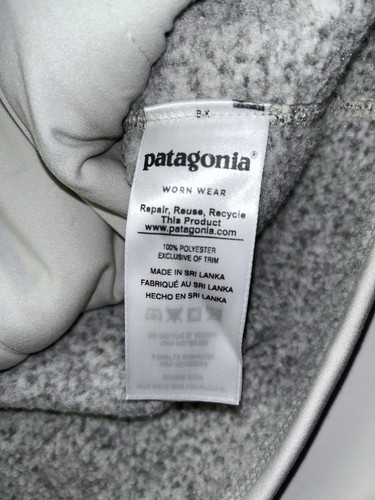 B-K
patagonia®
WORN WEAR
Repair, Reuse, Recycle
This Product
www.patagonia.com
100% POLYESTER
EXCLUSIVE OF TRIM
MADE IN SRI LANKA
FABRIQUÉ AU SRI LANKA
HECHO EN SRI LANKA